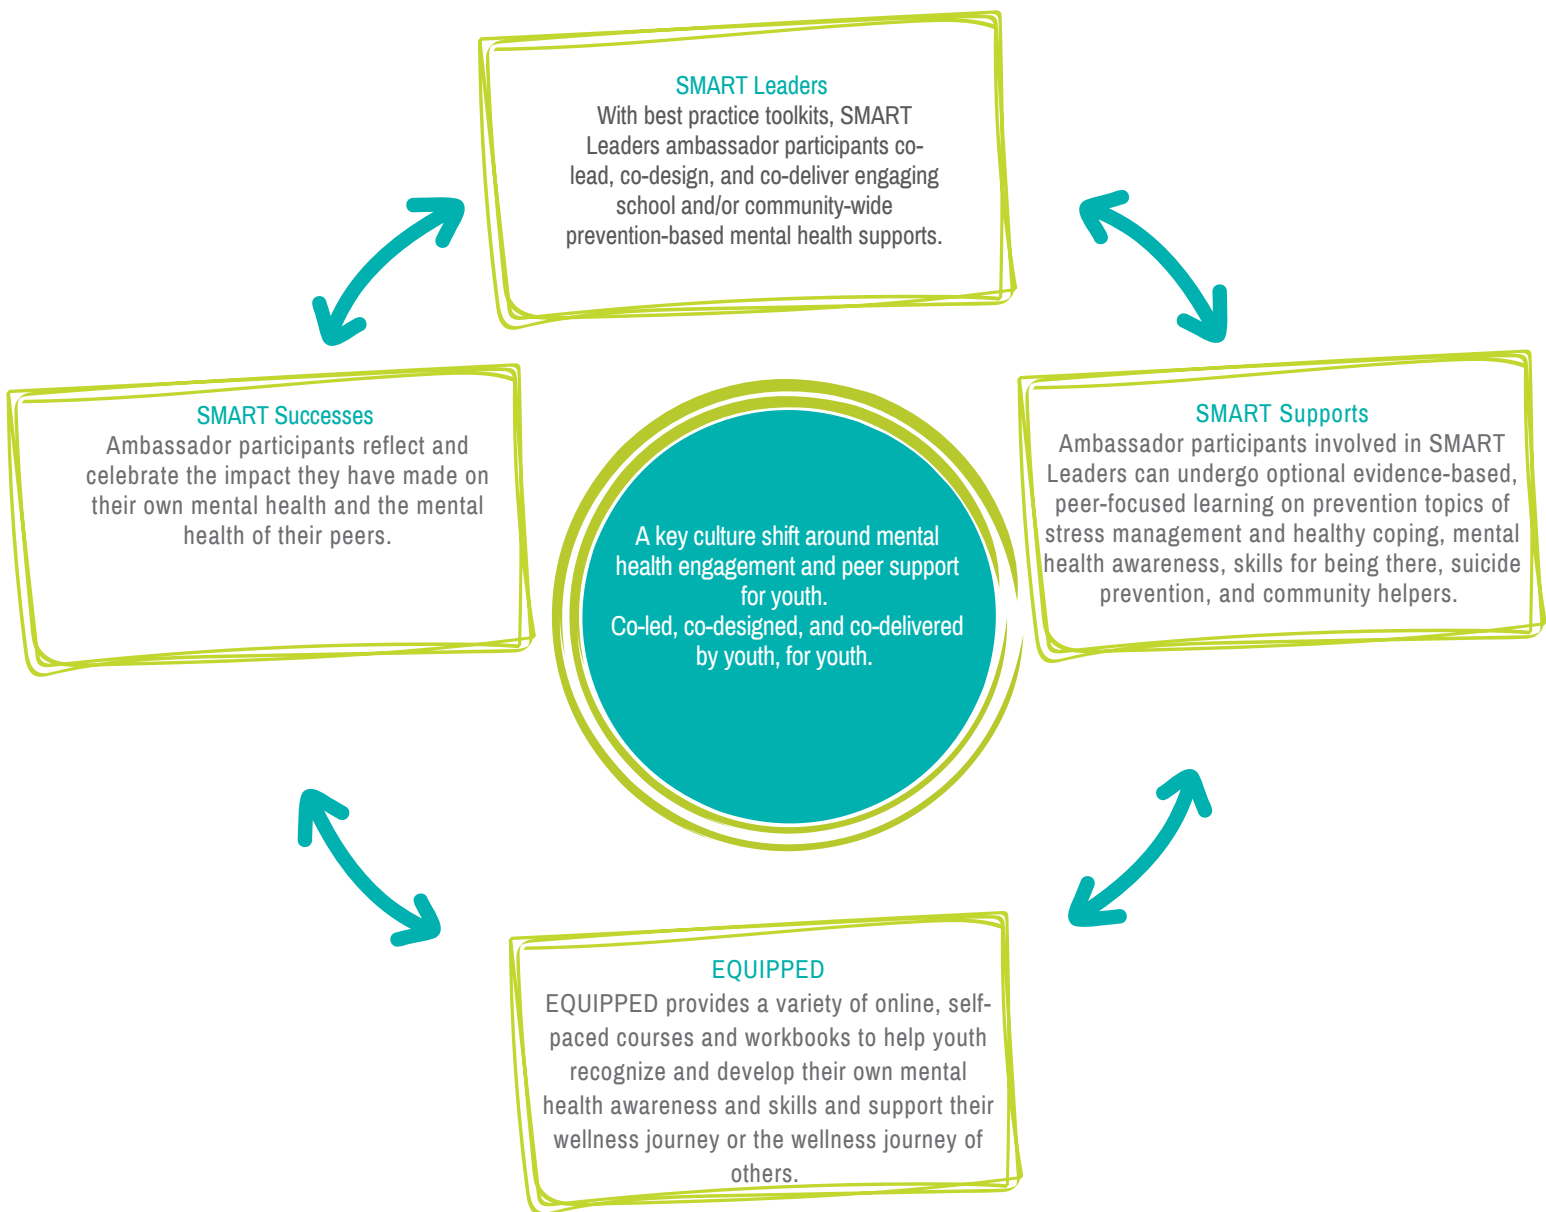 SMART Leaders
With best practice toolkits, SMART
Leaders ambassador participants co-
lead, co-design, and co-deliver engaging
school and/or community-wide
prevention-based mental health supports.
SMART Successes
Ambassador participants reflect and
celebrate the impact they have made on
their own mental health and the mental
health of their peers.
A key culture shift around mental
health engagement and peer support
for youth.
Co-led, co-designed, and co-delivered
by youth, for youth.
SMART Supports
Ambassador participants involved in SMART
Leaders can undergo optional evidence-based,
peer-focused learning on prevention topics of
stress management and healthy coping, mental
health awareness, skills for being there, suicide
prevention, and community helpers.
EQUIPPED
EQUIPPED provides a variety of online, self-
paced courses and workbooks to help youth
recognize and develop their own mental
health awareness and skills and support their
wellness journey or the wellness journey of
others.